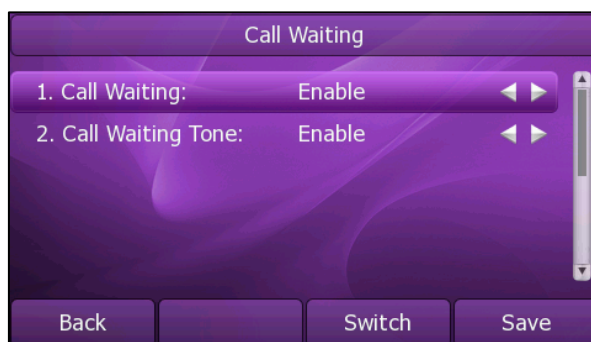 Call Waiting
1. Call Waiting: Enable
2. Call Waiting Tone: Enable
Back Switch Save